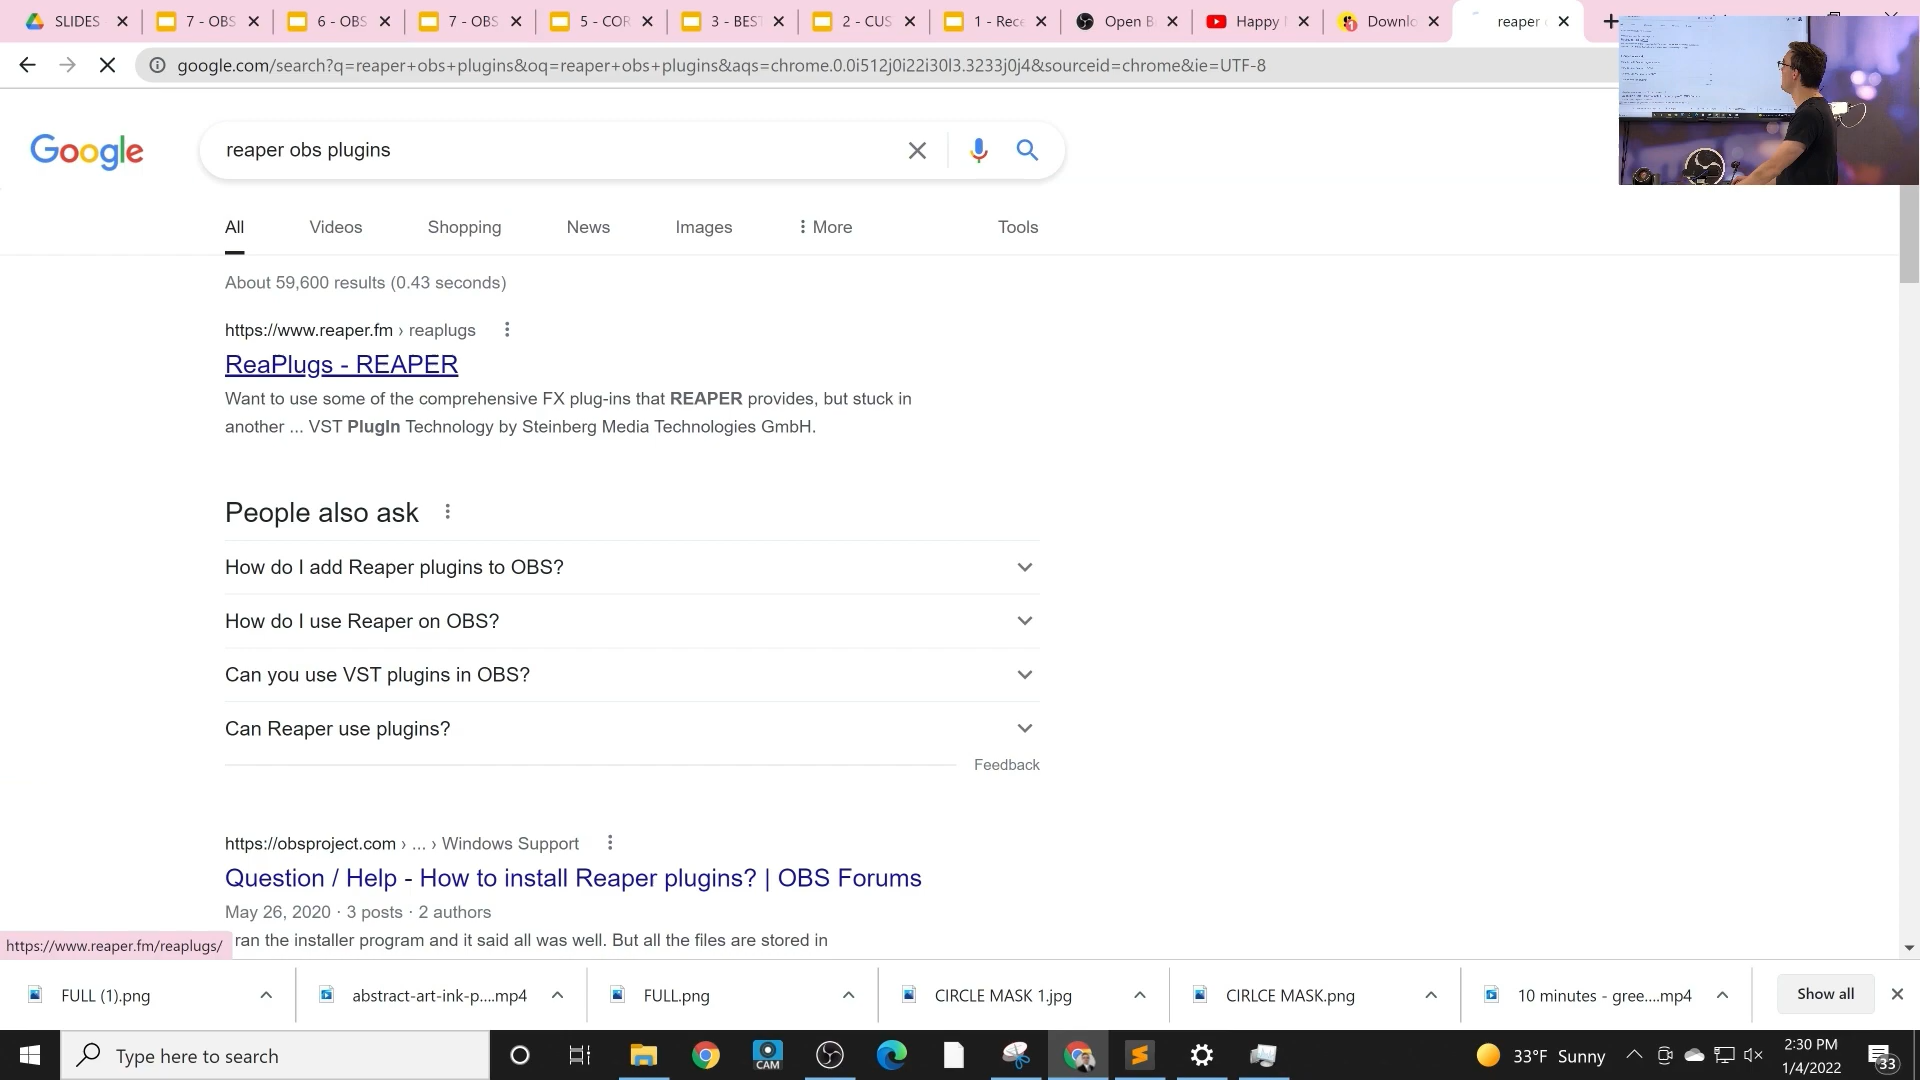 SLIDES
7 - OBS
6 - OBS
7 - OBS
5 - COR
3 - BEST
2 - CUS
1 - Rece
Open B
Happy
Downlo
reaper
google.com/search?q=reaper+obs+plugins&oq=reaper+obs+plugins&aqs=chrome.0.0i512j0i22i30l3.3233j0j4&sourceid=chrome&ie=UTF-8
Google
reaper obs plugins
All
Videos
Shopping
News
Images
More
Tools
About 59,600 results (0.43 seconds)
https://www.reaper.fm › reaplugs
ReaPlugs - REAPER
Want to use some of the comprehensive FX plug-ins that REAPER provides, but stuck in
another ... VST PlugIn Technology by Steinberg Media Technologies GmbH.
People also ask
How do I add Reaper plugins to OBS?
How do I use Reaper on OBS?
Can you use VST plugins in OBS?
Can Reaper use plugins?
Feedback
https://obsproject.com › ... › Windows Support
Question / Help - How to install Reaper plugins? | OBS Forums
May 26, 2020 · 3 posts · 2 authors
ran the installer program and it said all was well. But all the files are stored in
https://www.reaper.fm/reaplugs/
FULL (1).png
abstract-art-ink-p....mp4
FULL.png
CIRCLE MASK 1.jpg
CIRLCE MASK.png
10 minutes - gree....mp4
Show all
Type here to search
CAM
33°F Sunny
2:30 PM
1/4/2022
33